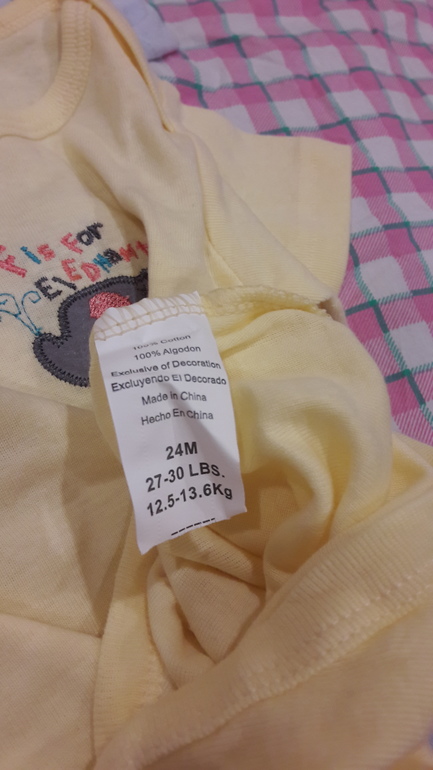 E is For
ElEpHanT
100% Cotton
100% Algodon
Exclusive of Decoration
Excluyendo El Decorado
Made in China
Hecho En China
24M
27-30 LBS.
12.5-13.6Kg